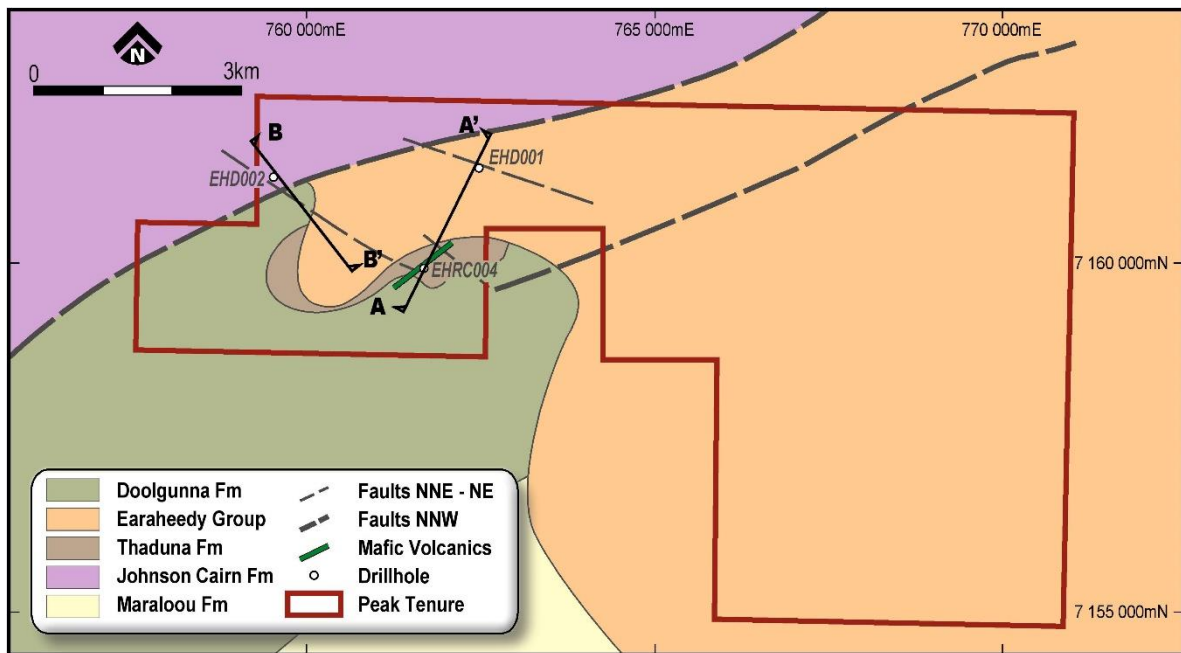 760 000mE
765 000mE
770 000mE
N
0
3km
B
A'
EHD001
EHD002
B'
EHRC004
A
7 160 000mN
7 155 000mN
Doolgunna Fm
Earaheedy Group
Thaduna Fm
Johnson Cairn Fm
Maraloou Fm
Faults NNE - NE
Faults NNW
Mafic Volcanics
Drillhole
Peak Tenure